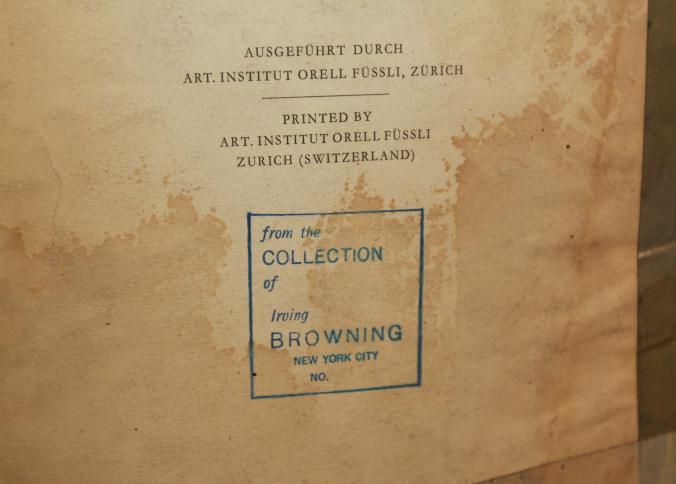 AUSGEFÜHRT DURCH
ART. INSTITUT ORELL FÜSSLI, ZÜRICH
PRINTED BY
ART. INSTITUT ORELL FÜSSLI
ZURICH (SWITZERLAND)
from the
COLLECTION
of
Irving
BROWNING
NEW YORK CITY
NO.